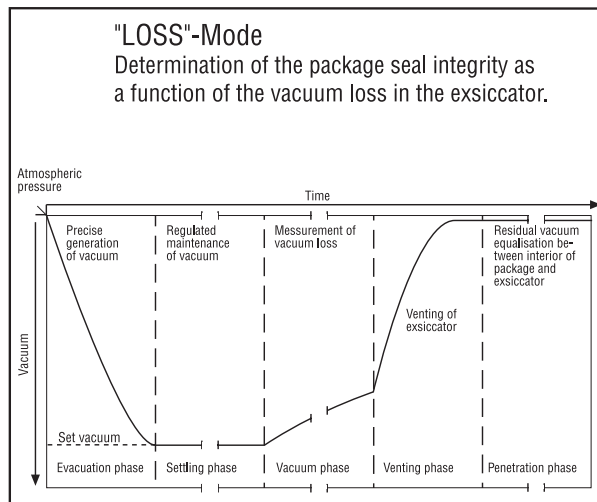 "LOSS"-Mode
Determination of the package seal integrity as
a function of the vacuum loss in the exsiccator.
Atmospheric
pressure
Time
Precise
generation
of vacuum
Regulated
maintenance
of vacuum
Messurement of
vacuum loss
Residual vacuum
equalisation be-
tween interior of
package and
exsiccator
Venting of
exsiccator
Vacuum
Set vacuum
Evacuation phase
Settling phase
Vacuum phase
Venting phase
Penetration phase